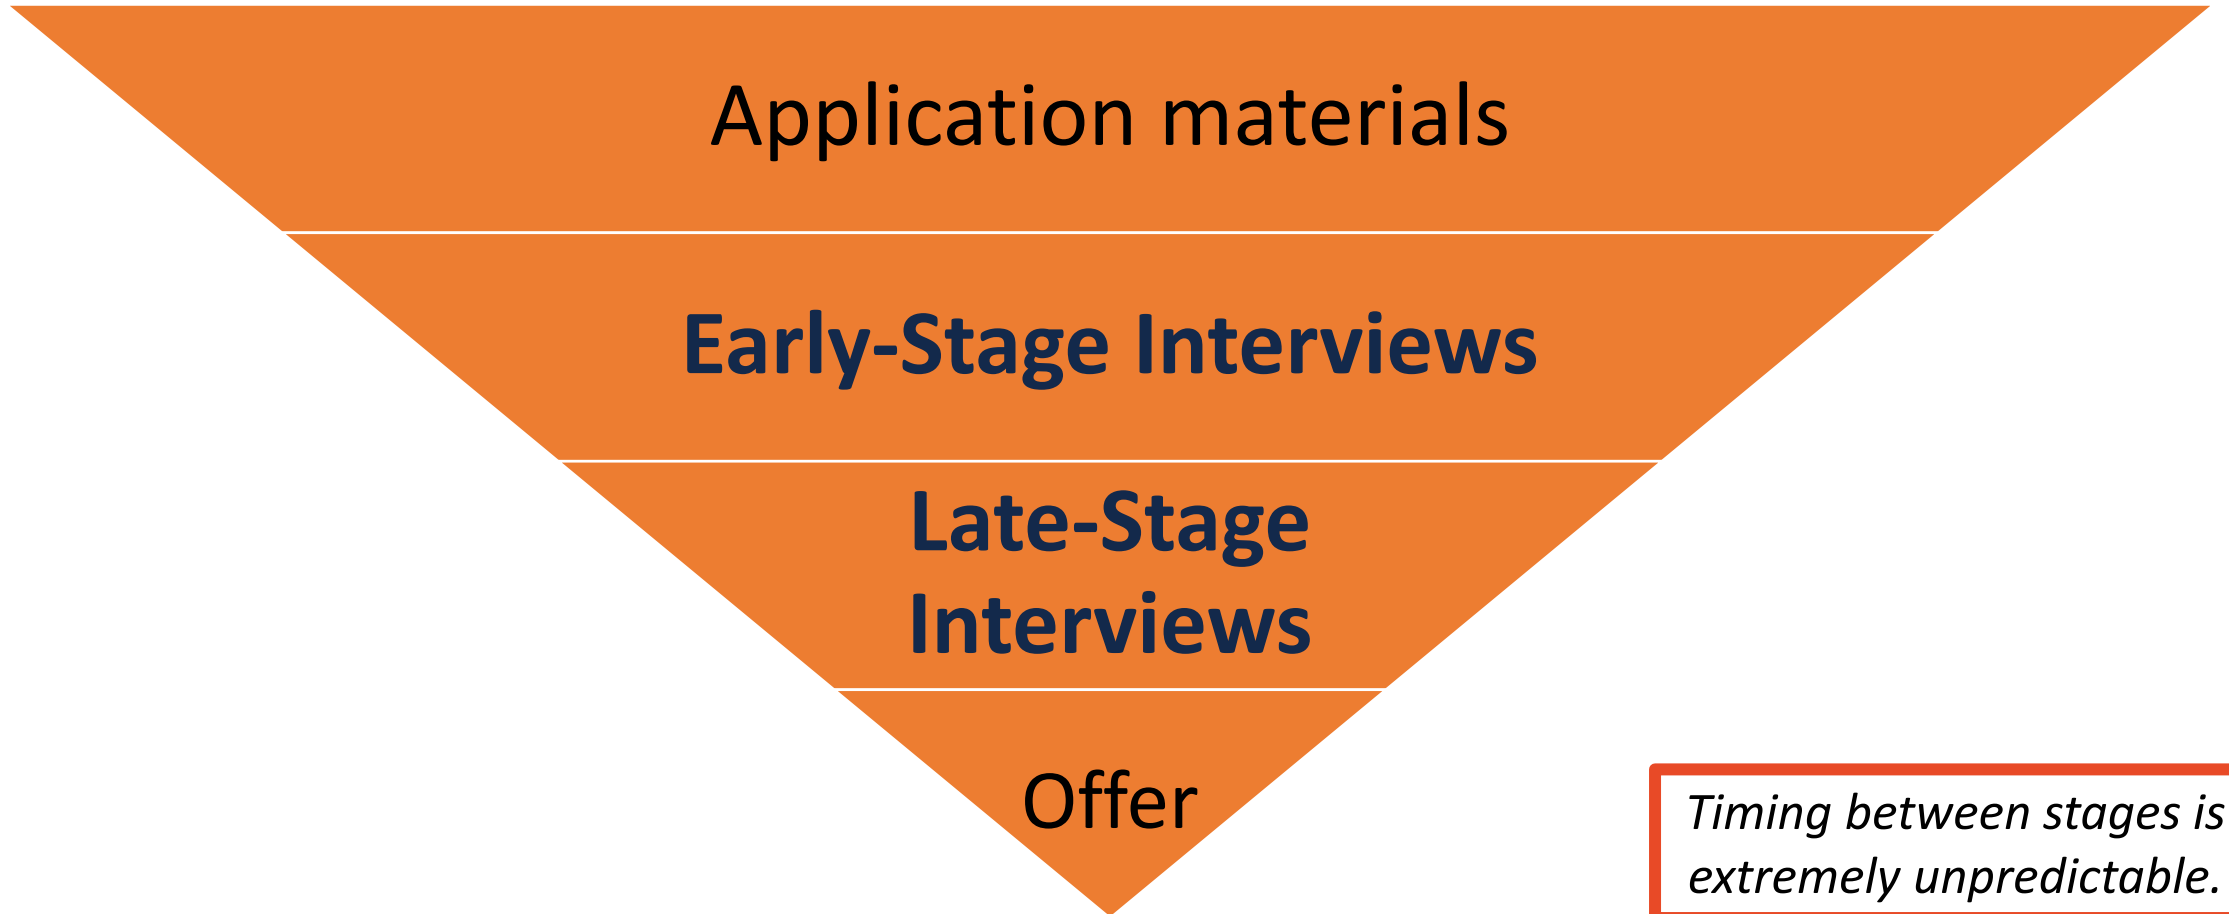 Application materials
Early-Stage Interviews
Late-Stage
Interviews
Offer
Timing between stages is
extremely unpredictable.